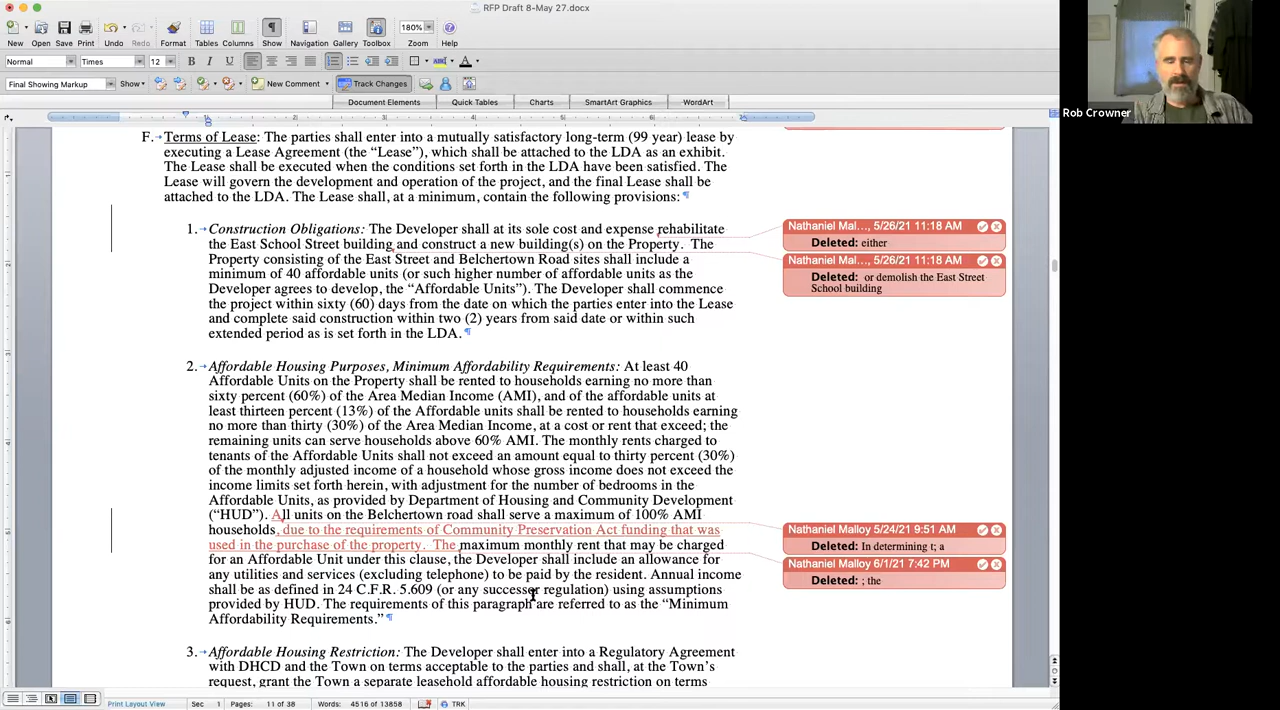 RFP Draft 8-May 27.docx
New Open Save Print Undo Redo Format Tables Columns Show Navigation Gallery Toolbox Zoom Help
180%
Normal Times 12 B I U
Final Showing Markup Show New Comment Track Changes
Document Elements Quick Tables Charts SmartArt Graphics WordArt
Rob Crowner
F. Terms of Lease: The parties shall enter into a mutually satisfactory long-term (99 year) lease by
executing a Lease Agreement (the “Lease”), which shall be attached to the LDA as an exhibit.
The Lease shall be executed when the conditions set forth in the LDA have been satisfied. The
Lease will govern the development and operation of the project, and the final Lease shall be
attached to the LDA. The Lease shall, at a minimum, contain the following provisions:
1. Construction Obligations: The Developer shall at its sole cost and expense rehabilitate
the East School Street building and construct a new building(s) on the Property. The
Property consisting of the East Street and Belchertown Road sites shall include a
minimum of 40 affordable units (or such higher number of affordable units as the
Developer agrees to develop, the “Affordable Units”). The Developer shall commence
the project within sixty (60) days from the date on which the parties enter into the Lease
and complete said construction within two (2) years from said date or within such
extended period as is set forth in the LDA.
Nathaniel Mal..., 5/26/21 11:18 AM
Deleted: either
Nathaniel Mal..., 5/26/21 11:18 AM
Deleted: or demolish the East Street
School building
2. Affordable Housing Purposes, Minimum Affordability Requirements: At least 40
Affordable Units on the Property shall be rented to households earning no more than
sixty percent (60%) of the Area Median Income (AMI), and of the affordable units at
least thirteen percent (13%) of the Affordable units shall be rented to households earning
no more than thirty (30%) of the Area Median Income, at a cost or rent that exceed; the
remaining units can serve households above 60% AMI. The monthly rents charged to
tenants of the Affordable Units shall not exceed an amount equal to thirty percent (30%)
of the monthly adjusted income of a household whose gross income does not exceed the
income limits set forth herein, with adjustment for the number of bedrooms in the
Affordable Units, as provided by Department of Housing and Community Development
(“HUD”). All units on the Belchertown road shall serve a maximum of 100% AMI
households, due to the requirements of Community Preservation Act funding that was
used in the purchase of the property. The maximum monthly rent that may be charged
for an Affordable Unit under this clause, the Developer shall include an allowance for
any utilities and services (excluding telephone) to be paid by the resident. Annual income
shall be as defined in 24 C.F.R. 5.609 (or any successor regulation) using assumptions
provided by HUD. The requirements of this paragraph are referred to as the “Minimum
Affordability Requirements.”
Nathaniel Malloy 5/24/21 9:51 AM
Deleted: In determining t; a
Nathaniel Malloy 6/1/21 7:42 PM
Deleted: ; the
3. Affordable Housing Restriction: The Developer shall enter into a Regulatory Agreement
with DHCD and the Town on terms acceptable to the parties and shall, at the Town’s
request, grant the Town a separate leasehold affordable housing restriction on terms
Print Layout View Sec 1 Pages: 11 of 38 Words: 4516 of 13858 TRK